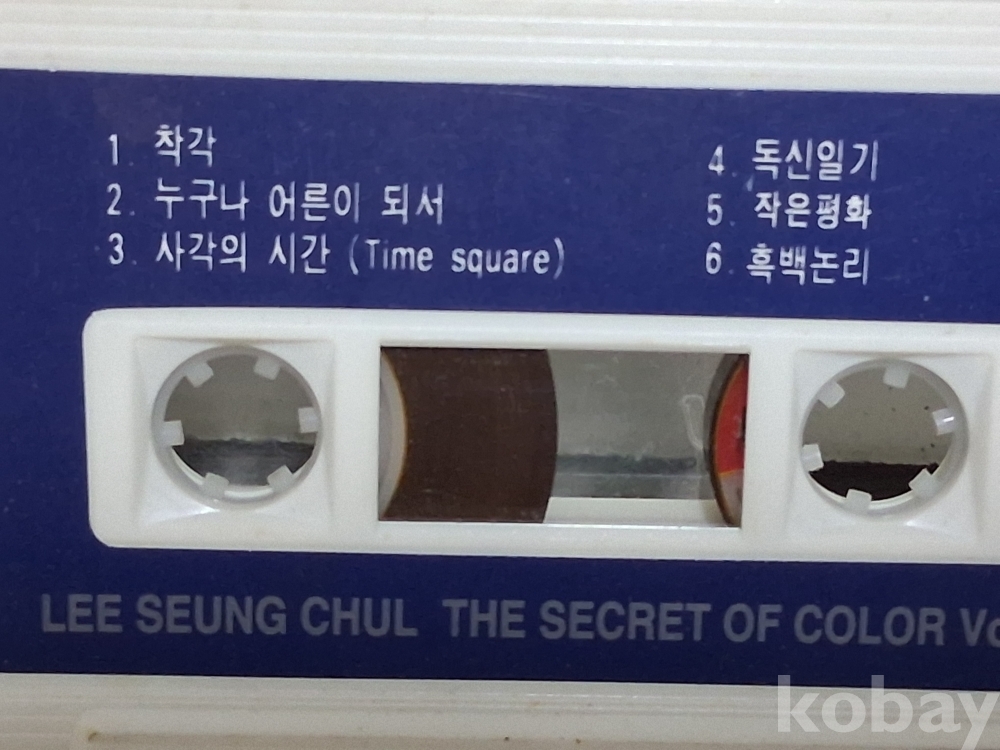 1. 착각
2. 누구나 어른이 되서
3. 사각의 시간 (Time square)
4. 독신일기
5. 작은평화
6. 흑백논리
LEE SEUNG CHUL THE SECRET OF COLOR
kobay